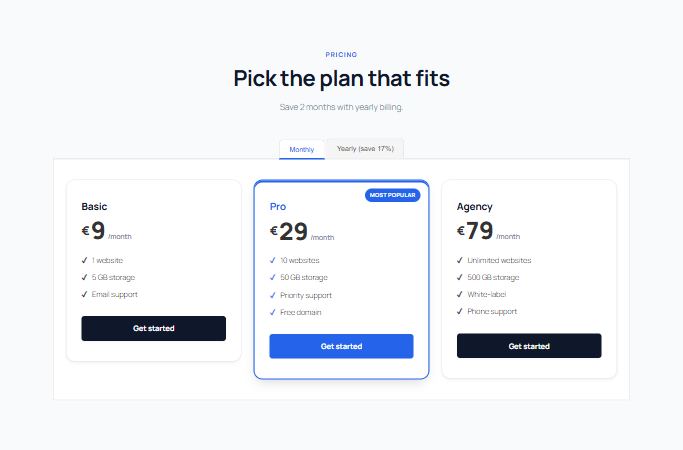 PRICING
Pick the plan that fits
Save 2 months with yearly billing.
Monthly
Yearly (save 17%)
Basic
€9 /month
✓ 1 website
✓ 5 GB storage
✓ Email support
Get started
MOST POPULAR
Pro
€29 /month
✓ 10 websites
✓ 50 GB storage
✓ Priority support
✓ Free domain
Get started
Agency
€79 /month
✓ Unlimited websites
✓ 500 GB storage
✓ White-label
✓ Phone support
Get started